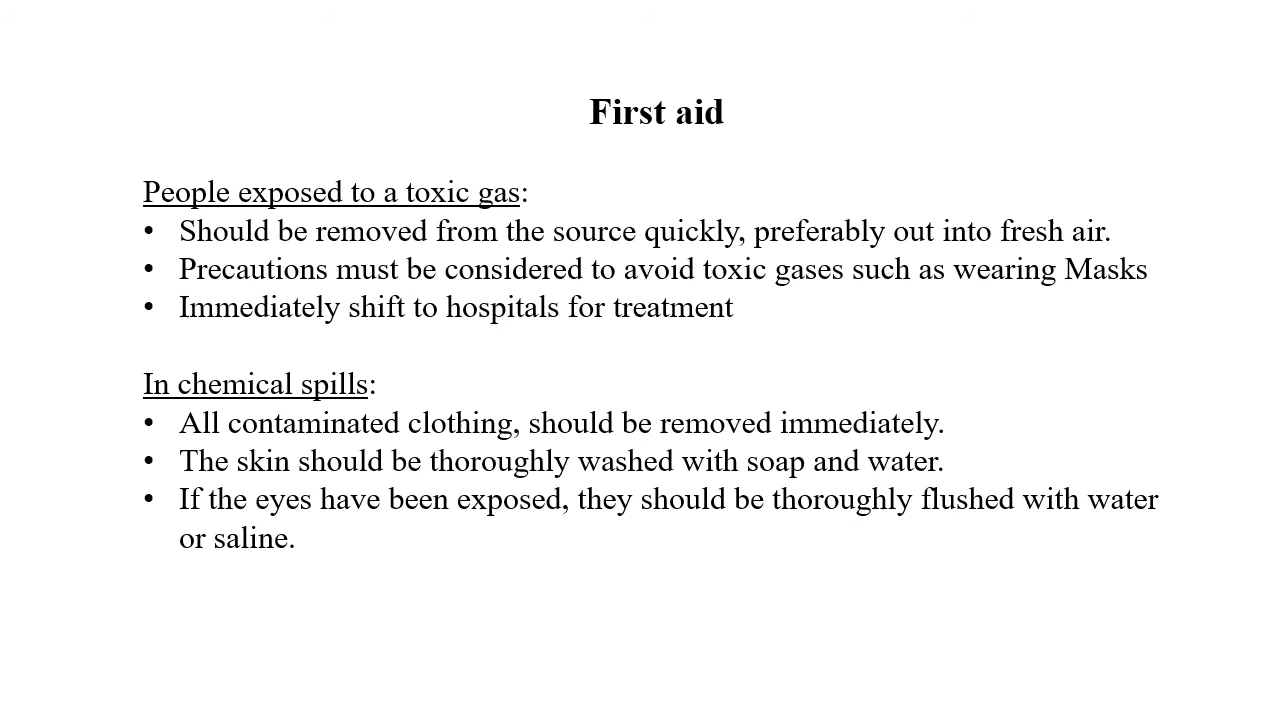 First aid
People exposed to a toxic gas:
• Should be removed from the source quickly, preferably out into fresh air.
• Precautions must be considered to avoid toxic gases such as wearing Masks
• Immediately shift to hospitals for treatment
In chemical spills:
• All contaminated clothing, should be removed immediately.
• The skin should be thoroughly washed with soap and water.
• If the eyes have been exposed, they should be thoroughly flushed with water
or saline.